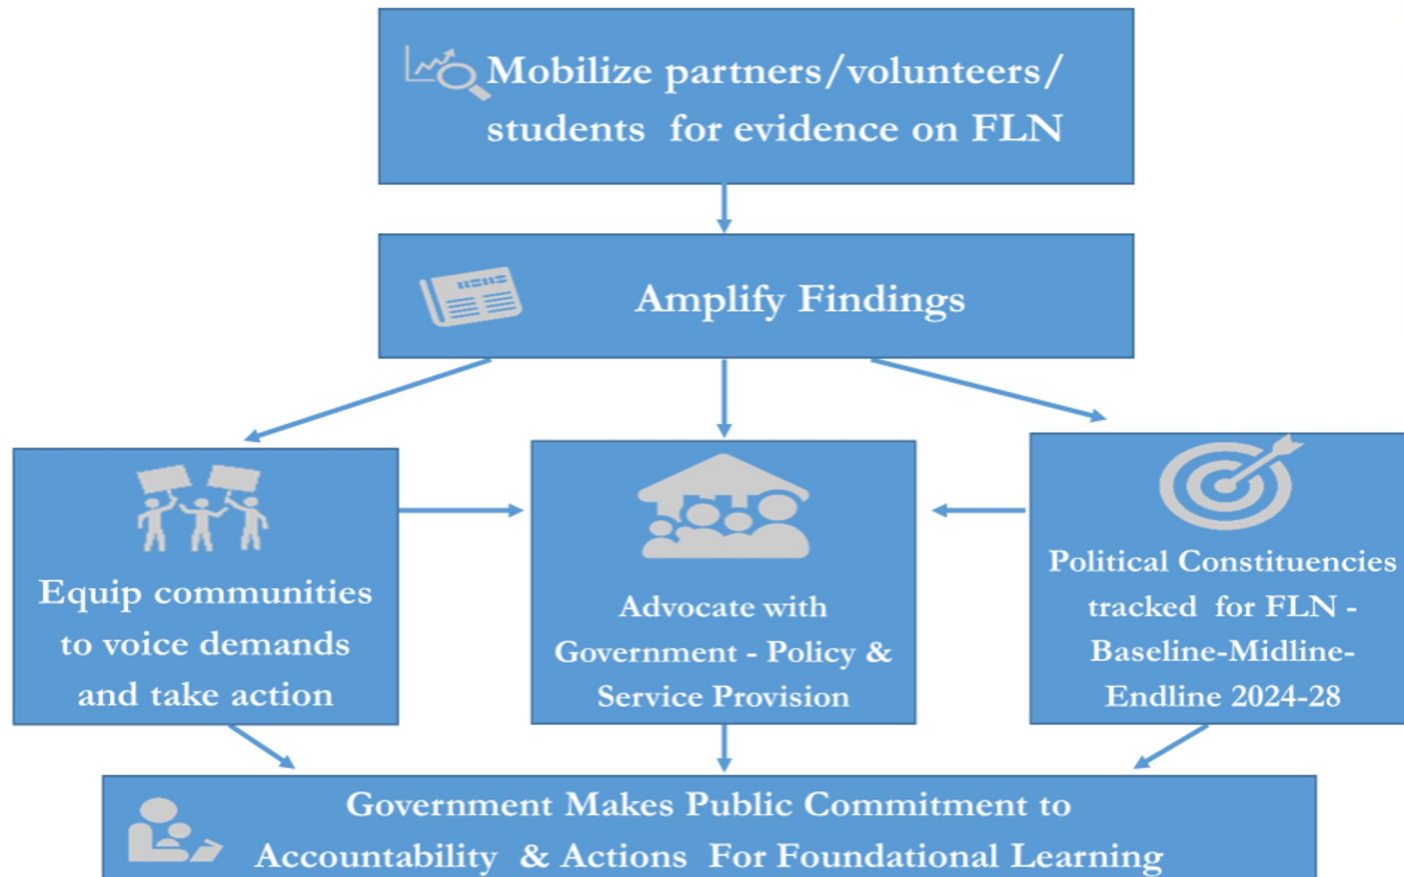 Mobilize partners/volunteers/
students for evidence on FLN
Amplify Findings
Equip communities
to voice demands
and take action
Advocate with
Government - Policy &
Service Provision
Political Constituencies
tracked for FLN -
Baseline-Midline-
Endline 2024-28
Government Makes Public Commitment to
Accountability & Actions For Foundational Learning